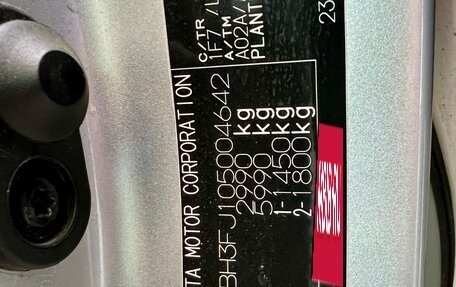 TA MOTOR CORPORATION
BH3FJ105004642
2990 kg
5990 kg
1-1450kg
2-1800kg
C/TR
1F7 /L
A/TM
A02A/
PLANT
23